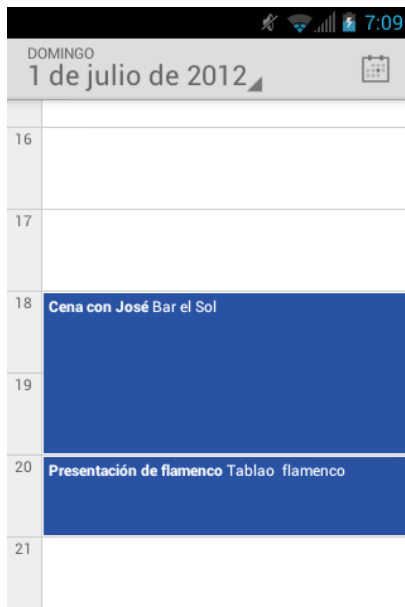 7:09
DOMINGO
1 de julio de 2012
16
17
18 Cena con José Bar el Sol
19
20 Presentación de flamenco Tablao flamenco
21